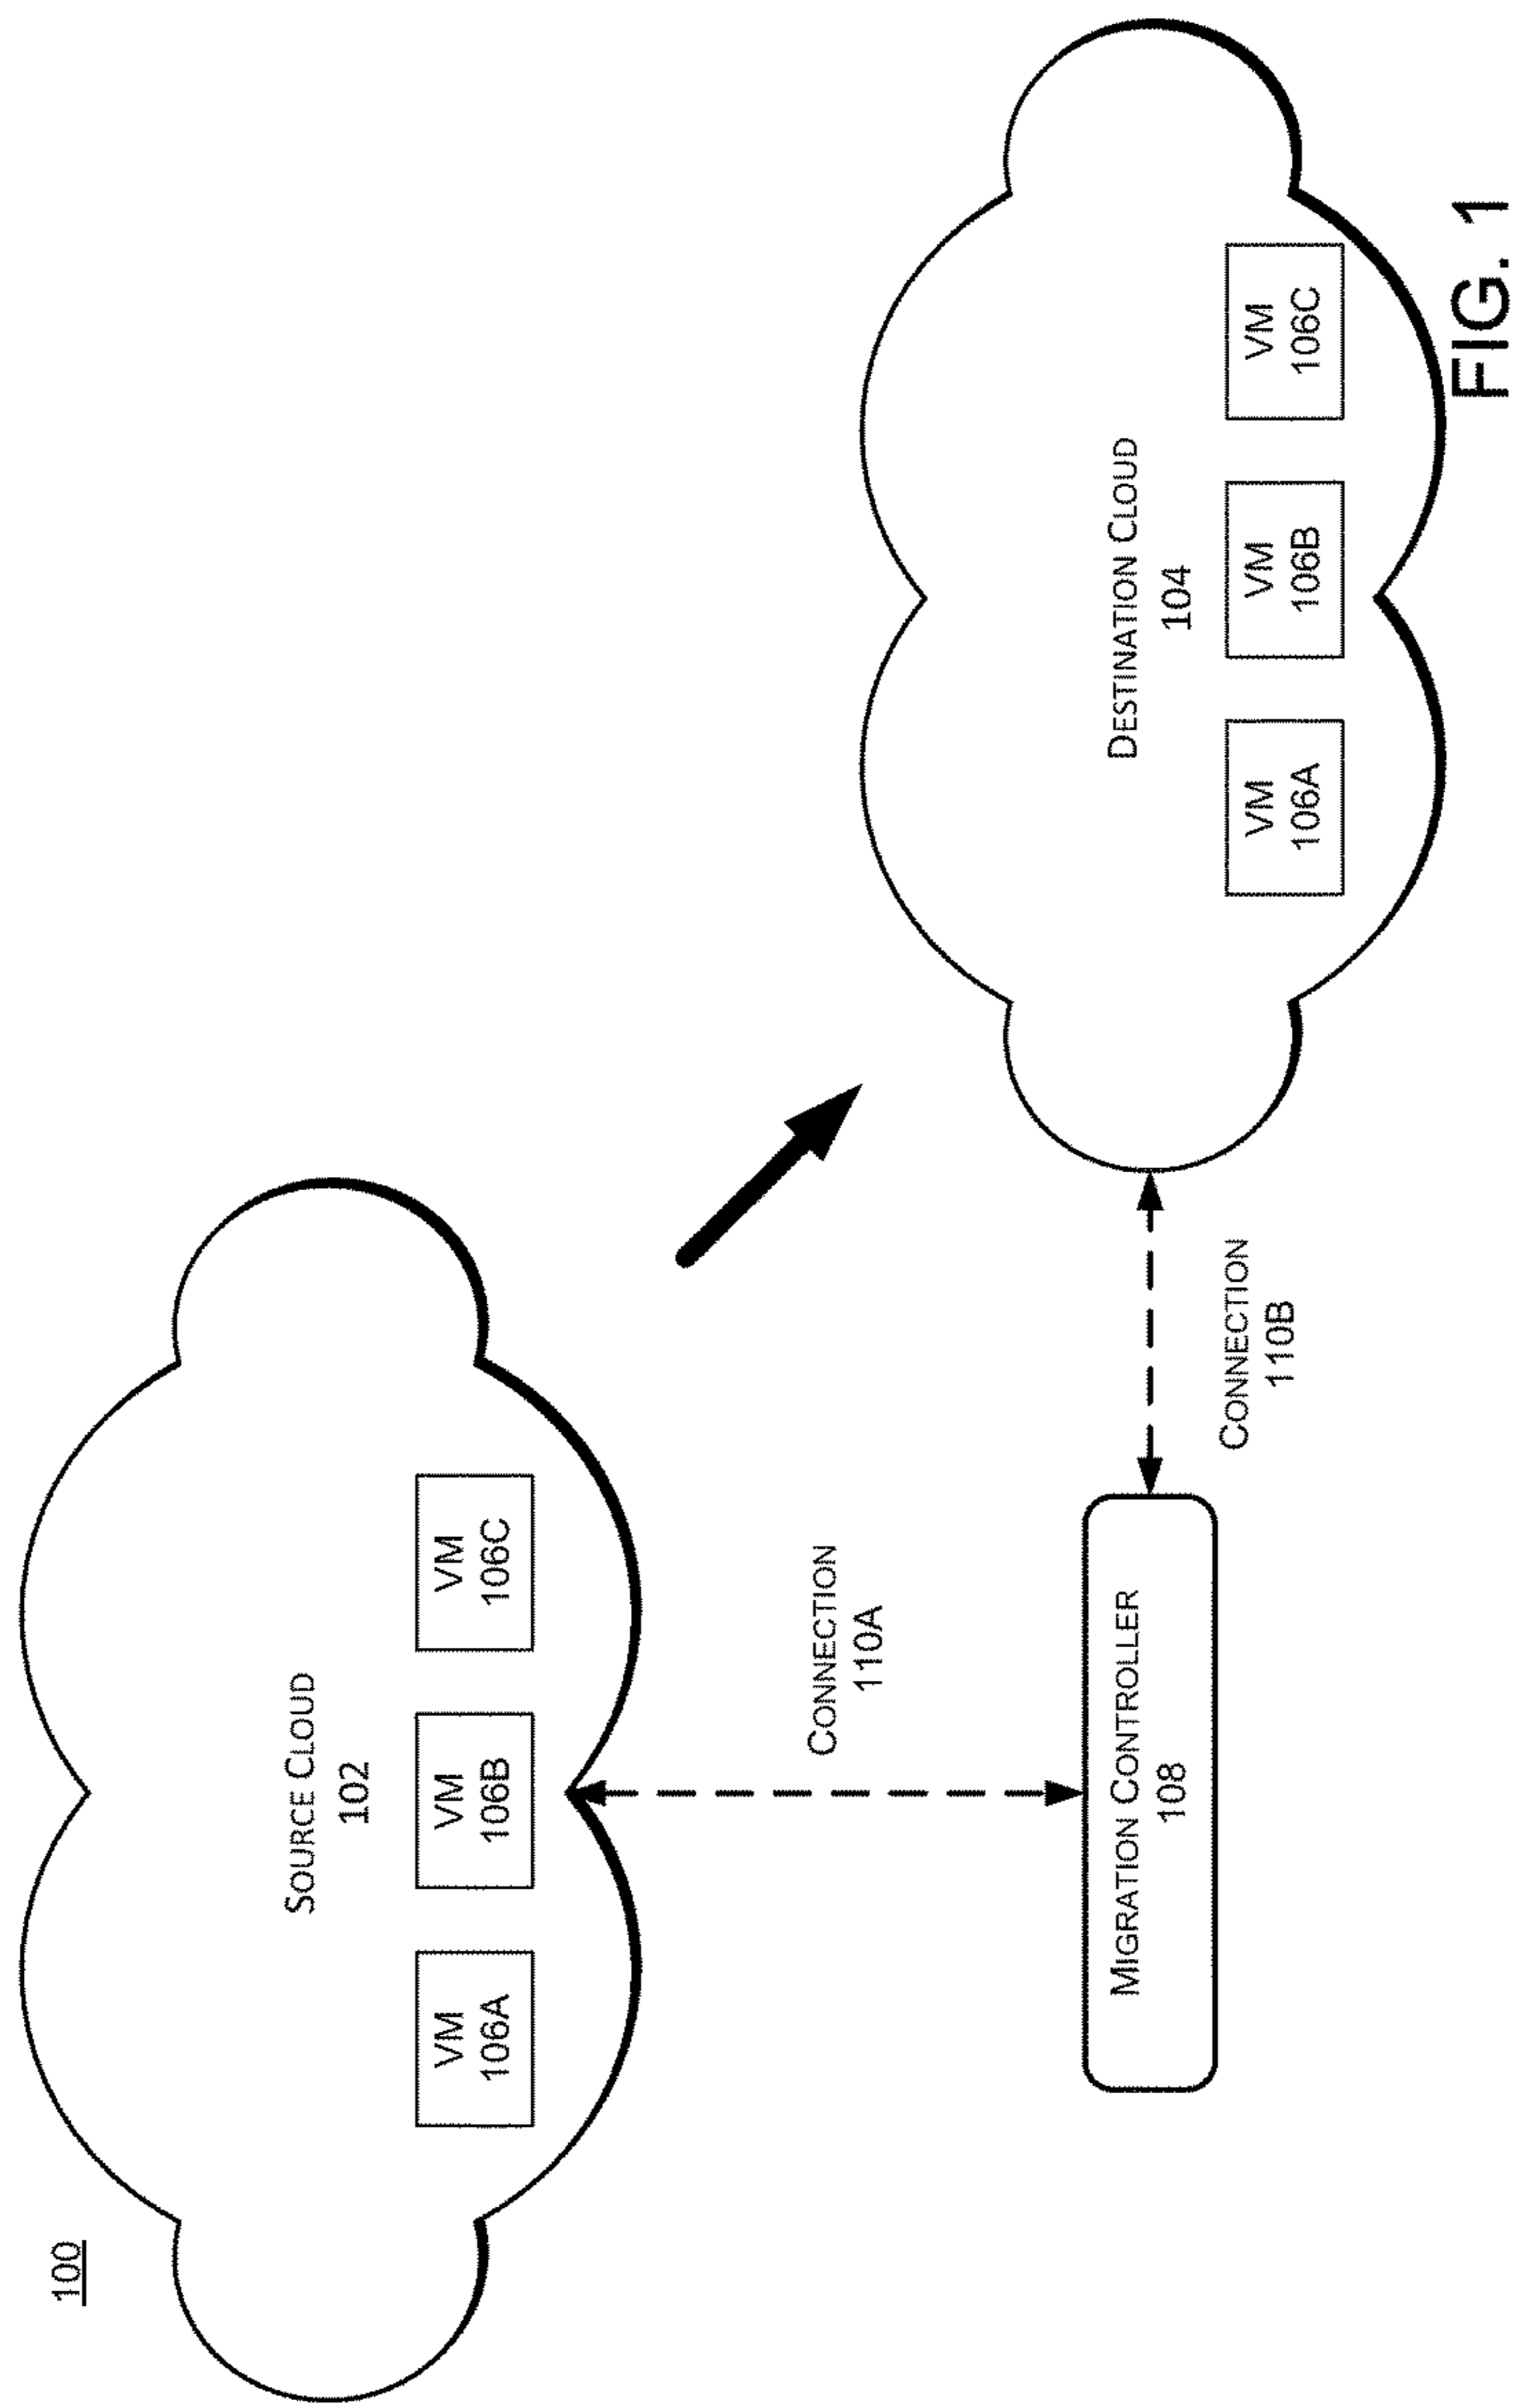 100
SOURCE CLOUD
102
VM
106A
VM
106B
VM
106C
CONNECTION
110A
MIGRATION CONTROLLER
108
CONNECTION
110B
DESTINATION CLOUD
104
VM
106A
VM
106B
VM
106C
FIG. 1